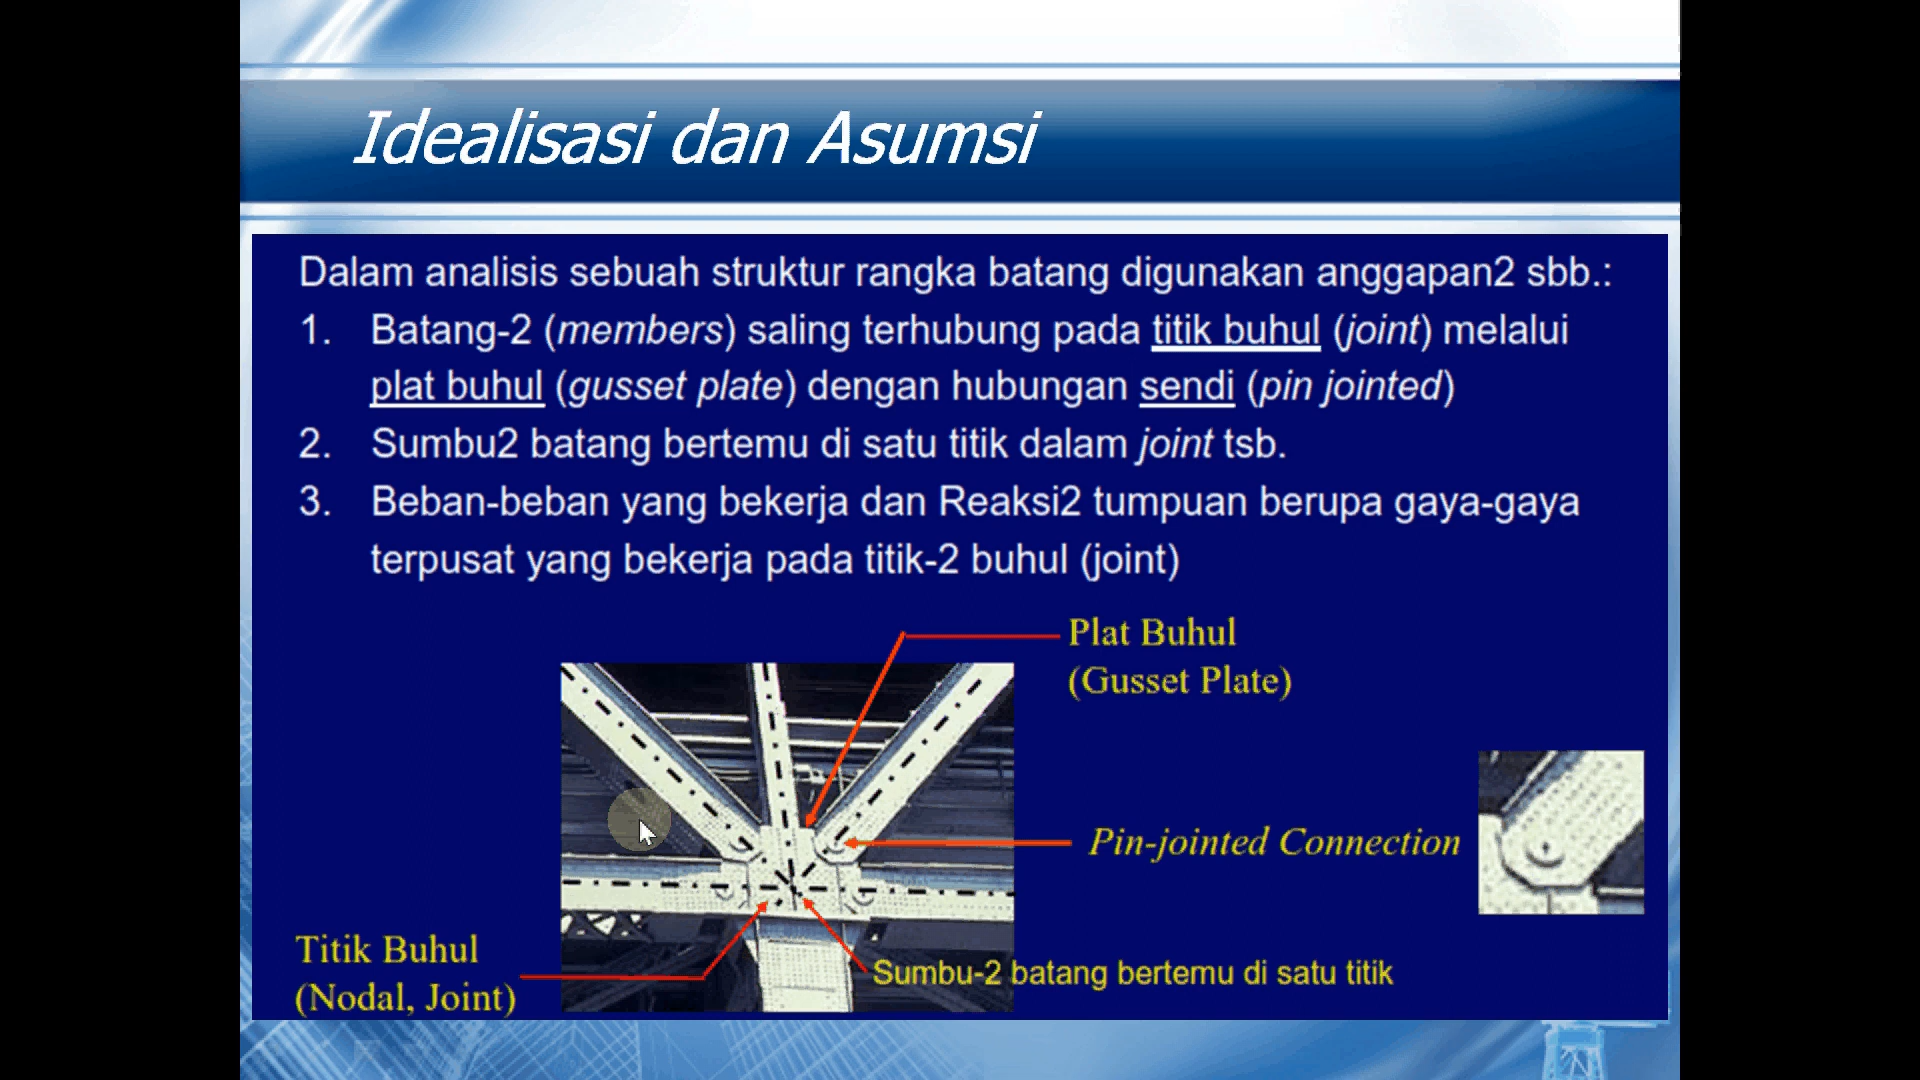 Idealisasi dan Asumsi
Dalam analisis sebuah struktur rangka batang digunakan anggapan2 sbb.:
1. Batang-2 (members) saling terhubung pada titik buhul (joint) melalui
plat buhul (gusset plate) dengan hubungan sendi (pin jointed)
2. Sumbu2 batang bertemu di satu titik dalam joint tsb.
3. Beban-beban yang bekerja dan Reaksi2 tumpuan berupa gaya-gaya
terpusat yang bekerja pada titik-2 buhul (joint)
Plat Buhul
(Gusset Plate)
Pin-jointed Connection
Titik Buhul
(Nodal, Joint)
Sumbu-2 batang bertemu di satu titik